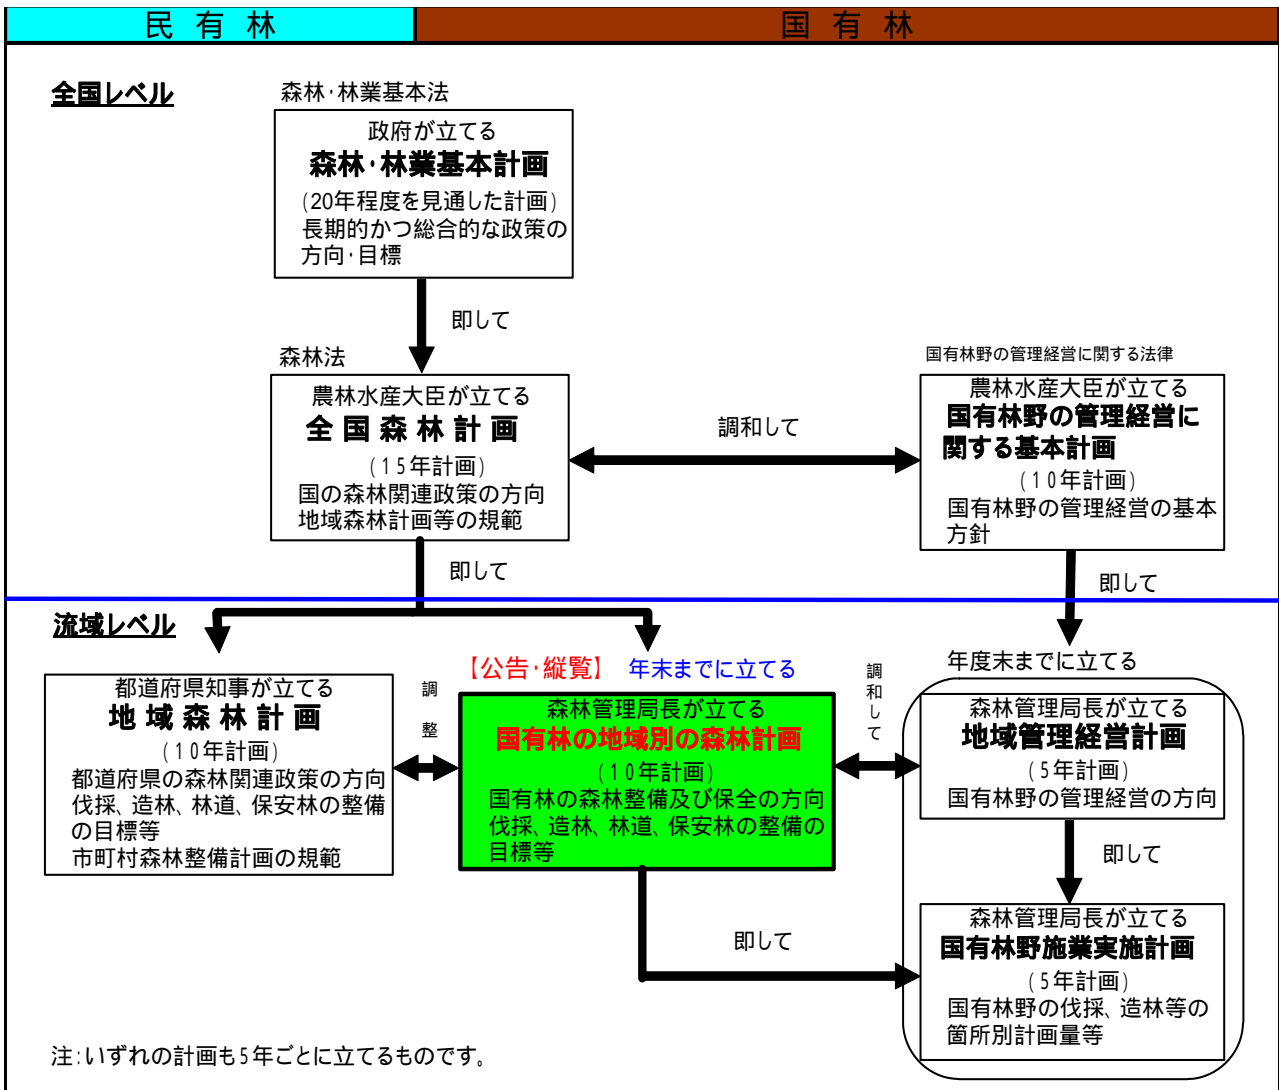 民有林
国有林
全国レベル
森林・林業基本法
政府が立てる
森林・林業基本計画
(20年程度を見通した計画)
長期的かつ総合的な政策の
方向・目標
即して
森林法
農林水産大臣が立てる
全国森林計画
(15年計画)
国の森林関連政策の方向
地域森林計画等の規範
調和して
国有林野の管理経営に関する法律
農林水産大臣が立てる
国有林野の管理経営に
関する基本計画
(10年計画)
国有林野の管理経営の基本
方針
即して
即して
流域レベル
都道府県知事が立てる
地域森林計画
(10年計画)
都道府県の森林関連政策の方向
伐採、造林、林道、保安林の整備
の目標等
市町村森林整備計画の規範
調整
【公告・縦覧】 年末までに立てる
森林管理局長が立てる
国有林の地域別の森林計画
(10年計画)
国有林の森林整備及び保全の方向
伐採、造林、林道、保安林の整備の
目標等
調和して
年度末までに立てる
森林管理局長が立てる
地域管理経営計画
(5年計画)
国有林野の管理経営の方向
即して
即して
森林管理局長が立てる
国有林野施業実施計画
(5年計画)
国有林野の伐採、造林等の
箇所別計画量等
注:いずれの計画も5年ごとに立てるものです。